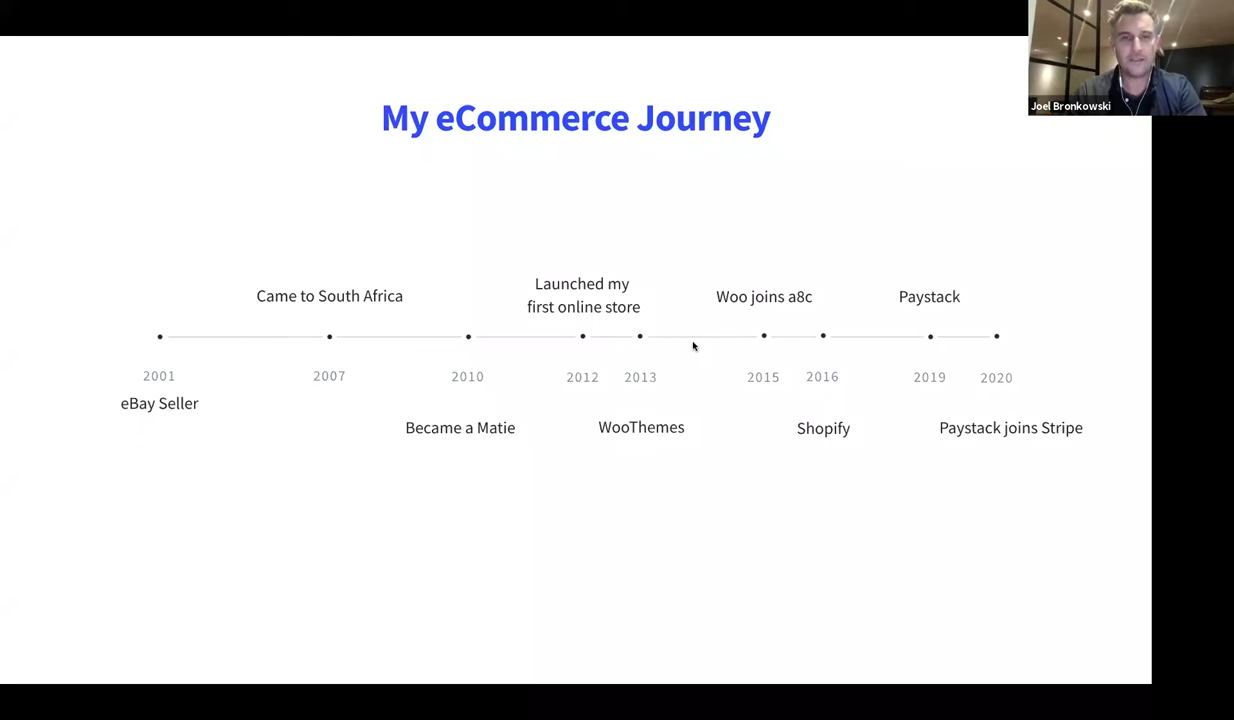 Joel Bronkowski
My eCommerce Journey
Came to South Africa
Launched my
first online store
Woo joins a8c
Paystack
2001
2007
2010
2012
2013
2015
2016
2019
2020
eBay Seller
Became a Matie
WooThemes
Shopify
Paystack joins Stripe